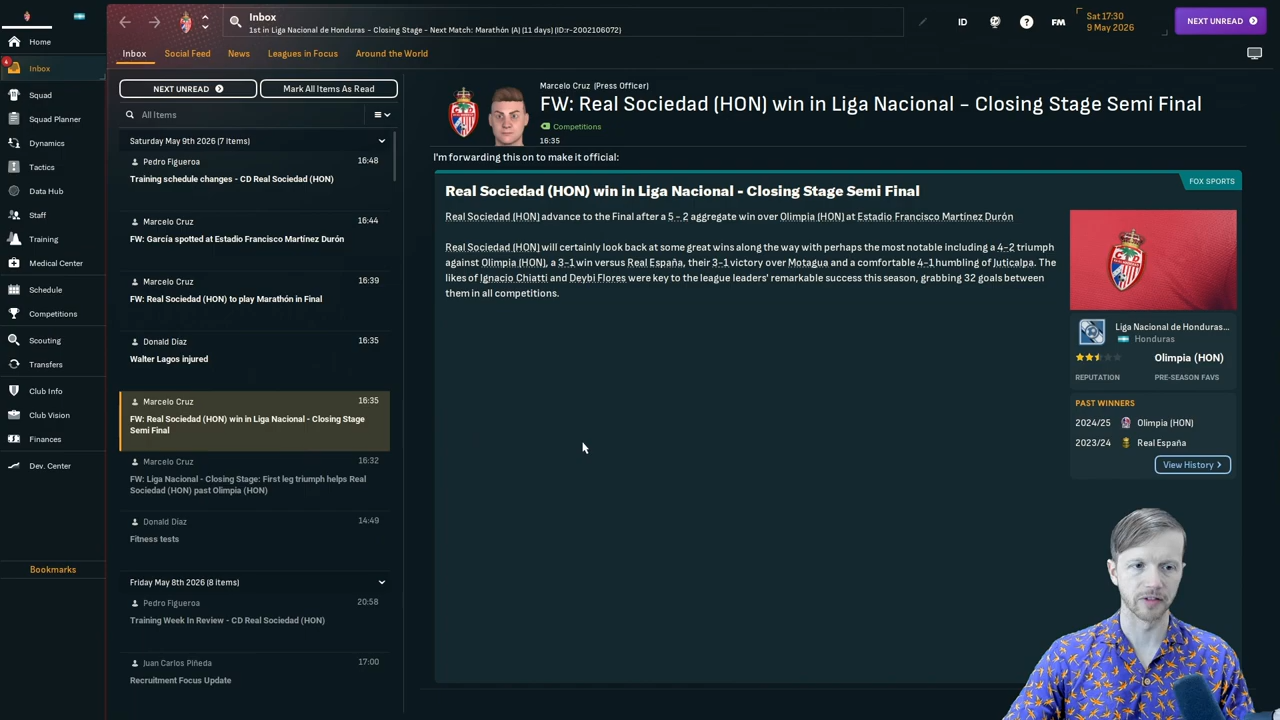 Home
4
Inbox
Squad
Squad Planner
Dynamics
Tactics
Data Hub
Staff
Training
Medical Center
Schedule
Competitions
Scouting
Transfers
Club Info
Club Vision
Finances
Dev. Center
Bookmarks
Inbox
1st in Liga Nacional de Honduras - Closing Stage - Next Match: Marathón (A) (11 days) (ID:r-2002106072)
ID
?
FM
Sat 17:30
9 May 2026
NEXT UNREAD
Inbox
Social Feed
News
Leagues in Focus
Around the World
NEXT UNREAD
Mark All Items As Read
All Items
Saturday May 9th 2026 (7 Items)
Pedro Figueroa 16:48
Training schedule changes - CD Real Sociedad (HON)
Marcelo Cruz 16:44
FW: García spotted at Estadio Francisco Martínez Durón
Marcelo Cruz 16:39
FW: Real Sociedad (HON) to play Marathón in Final
Donald Díaz 16:35
Walter Lagos injured
Marcelo Cruz 16:35
FW: Real Sociedad (HON) win in Liga Nacional - Closing Stage
Semi Final
Marcelo Cruz 16:32
FW: Liga Nacional - Closing Stage: First leg triumph helps Real
Sociedad (HON) past Olimpia (HON)
Donald Díaz 14:49
Fitness tests
Friday May 8th 2026 (8 Items)
Pedro Figueroa 20:58
Training Week In Review - CD Real Sociedad (HON)
Juan Carlos Piñeda 17:00
Recruitment Focus Update
Marcelo Cruz (Press Officer)
FW: Real Sociedad (HON) win in Liga Nacional - Closing Stage Semi Final
Competitions
16:35
I'm forwarding this on to make it official:
FOX SPORTS
Real Sociedad (HON) win in Liga Nacional - Closing Stage Semi Final
Real Sociedad (HON) advance to the Final after a 5 - 2 aggregate win over Olimpia (HON) at Estadio Francisco Martínez Durón
Real Sociedad (HON) will certainly look back at some great wins along the way with perhaps the most notable including a 4-2 triumph
against Olimpia (HON), a 3-1 win versus Real España, their 3-1 victory over Motagua and a comfortable 4-1 humbling of Juticalpa. The
likes of Ignacio Chiatti and Deybi Flores were key to the league leaders' remarkable success this season, grabbing 32 goals between
them in all competitions.
Liga Nacional de Honduras...
Honduras
Olimpia (HON)
REPUTATION
PRE-SEASON FAVS
PAST WINNERS
2024/25 Olimpia (HON)
2023/24 Real España
View History